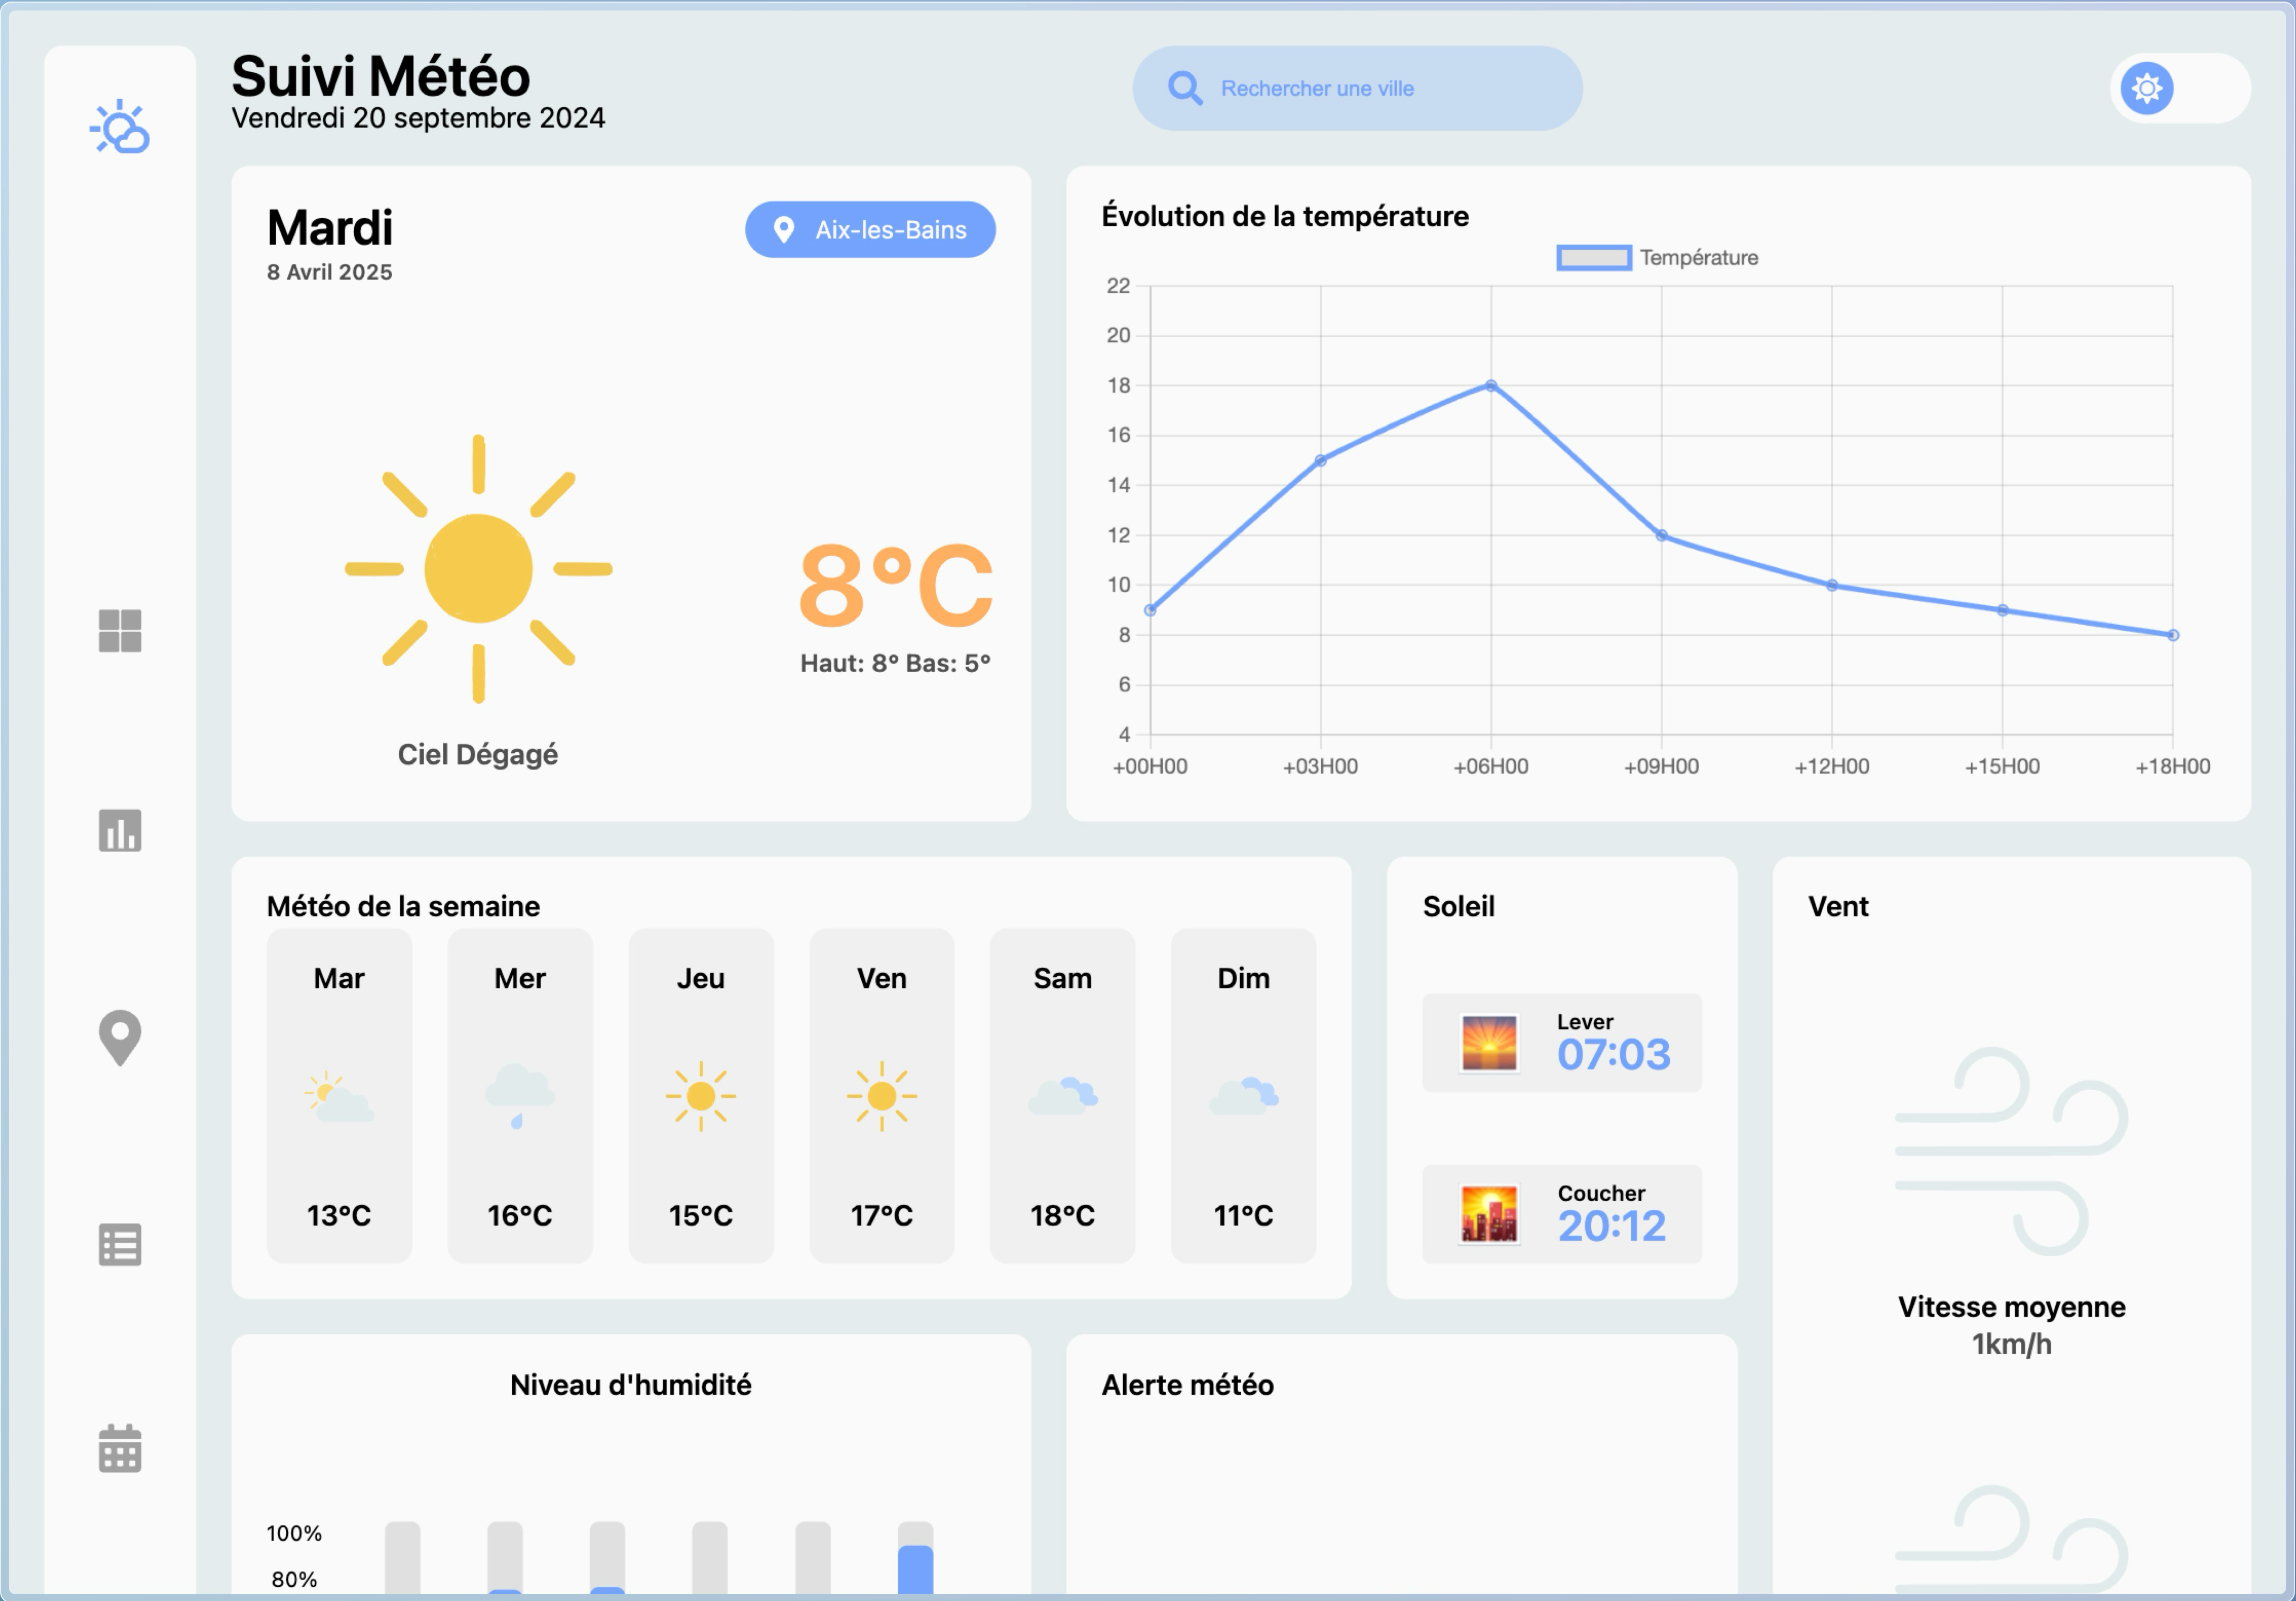 Suivi Météo
Vendredi 20 septembre 2024
Rechercher une ville
Mardi
8 Avril 2025
Aix-les-Bains
8°C
Haut: 8° Bas: 5°
Ciel Dégagé
Évolution de la température
Température
22
20
18
16
14
12
10
8
6
4
+00H00
+03H00
+06H00
+09H00
+12H00
+15H00
+18H00
Météo de la semaine
Mar
13°C
Mer
16°C
Jeu
15°C
Ven
17°C
Sam
18°C
Dim
11°C
Soleil
Lever
07:03
Coucher
20:12
Vent
Vitesse moyenne
1km/h
Niveau d'humidité
100%
80%
Alerte météo